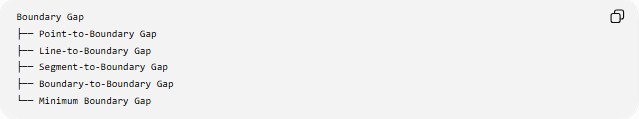 Boundary Gap
├── Point-to-Boundary Gap
├── Line-to-Boundary Gap
├── Segment-to-Boundary Gap
├── Boundary-to-Boundary Gap
└── Minimum Boundary Gap